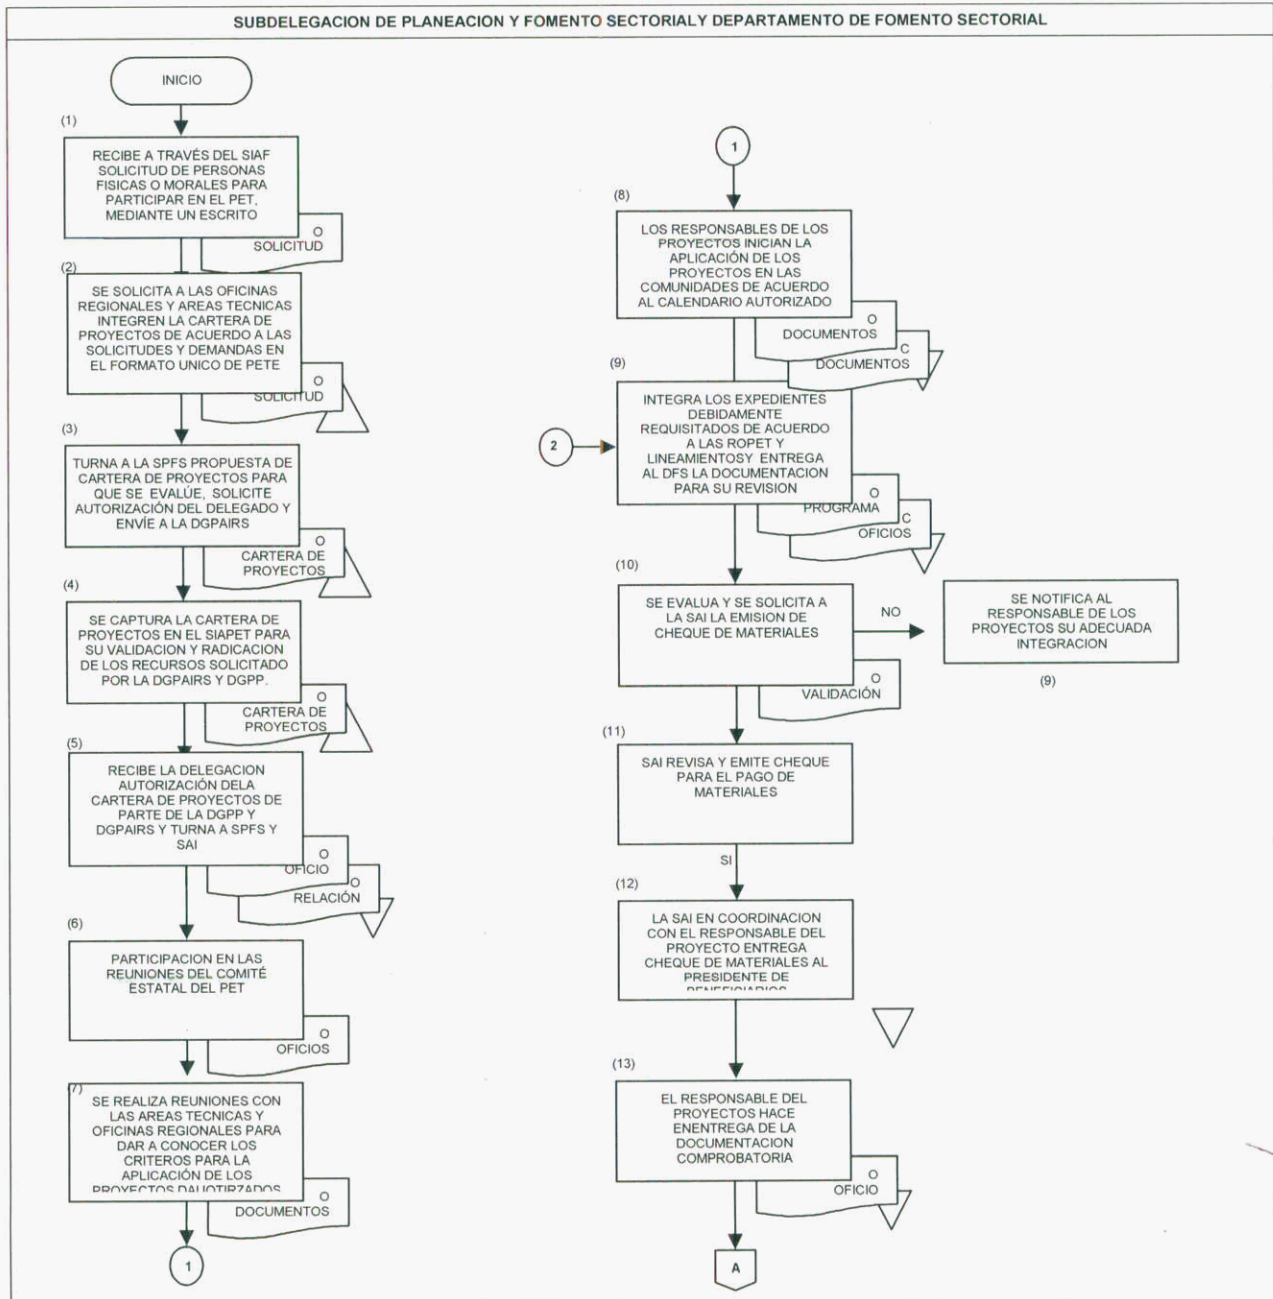 SUBDELEGACION DE PLANEACION Y FOMENTO SECTORIALY DEPARTAMENTO DE FOMENTO SECTORIAL
INICIO
(1)
RECIBE A TRAVÉS DEL SIAF
SOLICITUD DE PERSONAS
FISICAS O MORALES PARA
PARTICIPAR EN EL PET,
MEDIANTE UN ESCRITO
O
SOLICITUD
(2)
SE SOLICITA A LAS OFICINAS
REGIONALES Y AREAS TECNICAS
INTEGREN LA CARTERA DE
PROYECTOS DE ACUERDO A LAS
SOLICITUDES Y DEMANDAS EN
EL FORMATO UNICO DE PETE
O
SOLICITUD
(3)
TURNA A LA SPFS PROPUESTA DE
CARTERA DE PROYECTOS PARA
QUE SE EVALÚE, SOLICITE
AUTORIZACIÓN DEL DELEGADO Y
ENVÍE A LA DGPAIRS
O
CARTERA DE
PROYECTOS
(4)
SE CAPTURA LA CARTERA DE
PROYECTOS EN EL SIAPET PARA
SU VALIDACION Y RADICACION
DE LOS RECURSOS SOLICITADO
POR LA DGPAIRS Y DGPP.
O
CARTERA DE
PROYECTOS
(5)
RECIBE LA DELEGACION
AUTORIZACIÓN DELA
CARTERA DE PROYECTOS DE
PARTE DE LA DGPP Y
DGPAIRS Y TURNA A SPFS Y
SAI
O
OFICIO
O
RELACIÓN
(6)
PARTICIPACION EN LAS
REUNIONES DEL COMITÉ
ESTATAL DEL PET
O
OFICIOS
(7)
SE REALIZA REUNIONES CON
LAS AREAS TECNICAS Y
OFICINAS REGIONALES PARA
DAR A CONOCER LOS
CRITEROS PARA LA
APLICACIÓN DE LOS
PROYECTOS DAUOTIRZADOS
O
DOCUMENTOS
1
1
(8)
LOS RESPONSABLES DE LOS
PROYECTOS INICIAN LA
APLICACIÓN DE LOS
PROYECTOS EN LAS
COMUNIDADES DE ACUERDO
AL CALENDARIO AUTORIZADO
O
DOCUMENTOS
C
DOCUMENTOS
(9)
2
INTEGRA LOS EXPEDIENTES
DEBIDAMENTE
REQUISITADOS DE ACUERDO
A LAS ROPET Y
LINEAMIENTOSY ENTREGA
AL DFS LA DOCUMENTACION
PARA SU REVISION
O
PROGRAMA
C
OFICIOS
(10)
SE EVALUA Y SE SOLICITA A
LA SAI LA EMISION DE
CHEQUE DE MATERIALES
NO
SE NOTIFICA AL
RESPONSABLE DE LOS
PROYECTOS SU ADECUADA
INTEGRACION
(9)
O
VALIDACIÓN
(11)
SAI REVISA Y EMITE CHEQUE
PARA EL PAGO DE
MATERIALES
SI
(12)
LA SAI EN COORDINACION
CON EL RESPONSABLE DEL
PROYECTO ENTREGA
CHEQUE DE MATERIALES AL
PRESIDENTE DE
BENEFICIARIOS
(13)
EL RESPONSABLE DEL
PROYECTOS HACE
ENENTREGA DE LA
DOCUMENTACION
COMPROBATORIA
O
OFICIO
A